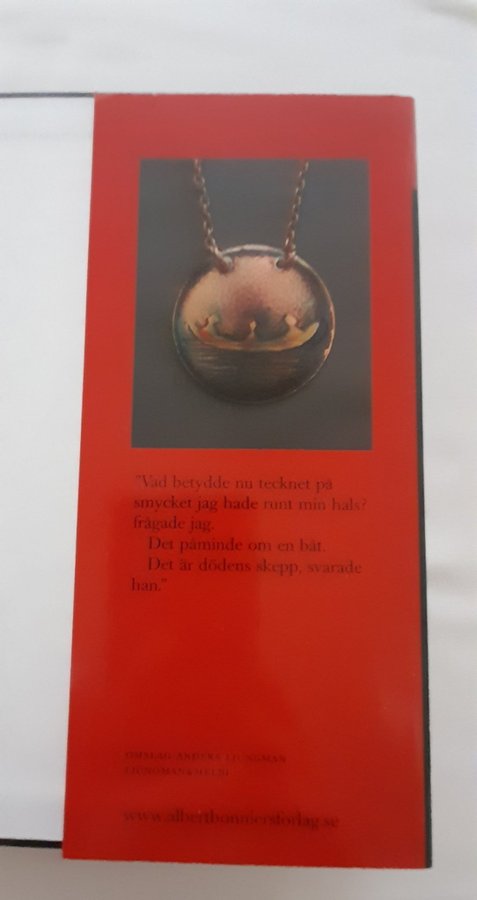 "Vad betydde nu tecknet på
smycket jag hade runt min hals?
frågade jag.
Det påminde om en båt.
Det är dödens skepp, svarade
han."
OMSLAG ANDERS LJUNGMAN
www.albertbonniersforlag.se